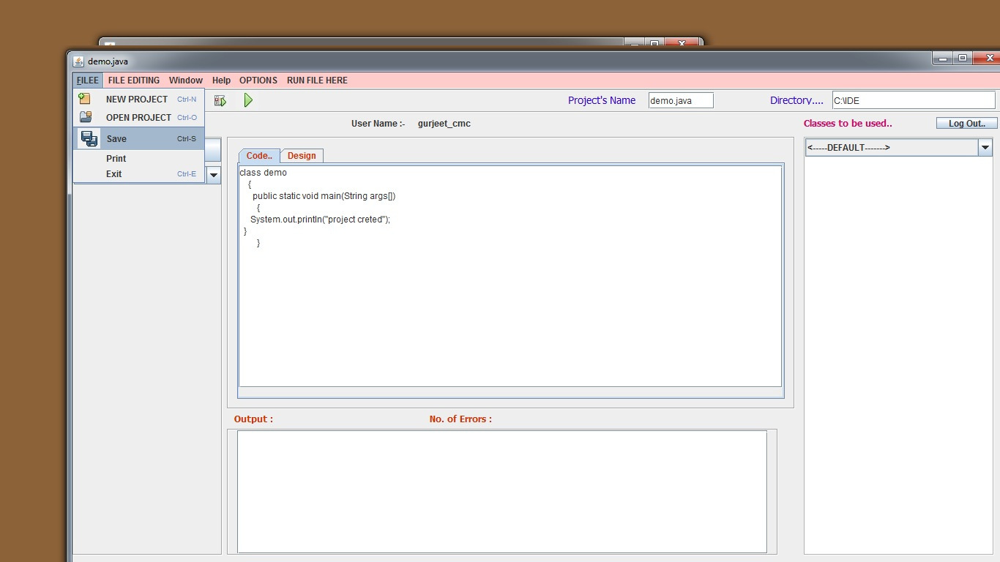 demo.java
FILEE FILE EDITING Window Help OPTIONS RUN FILE HERE
NEW PROJECT Ctrl-N
OPEN PROJECT Ctrl-O
Save Ctrl-S
Print
Exit Ctrl-E
Project's Name demo.java Directory.... C:\IDE
User Name :- gurjeet_cmc
Classes to be used.. Log Out..
<-----DEFAULT------->
Code.. Design
class demo
{
public static void main(String args[])
{
System.out.println("project creted");
}
}
Output : No. of Errors :